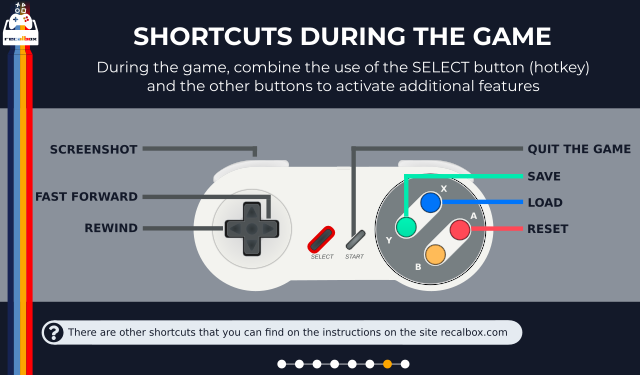 recalbox
SHORTCUTS DURING THE GAME
During the game, combine the use of the SELECT button (hotkey)
and the other buttons to activate additional features
SCREENSHOT
QUIT THE GAME
SAVE
FAST FORWARD
LOAD
REWIND
RESET
X
A
Y
B
SELECT
START
? There are other shortcuts that you can find on the instructions on the site recalbox.com